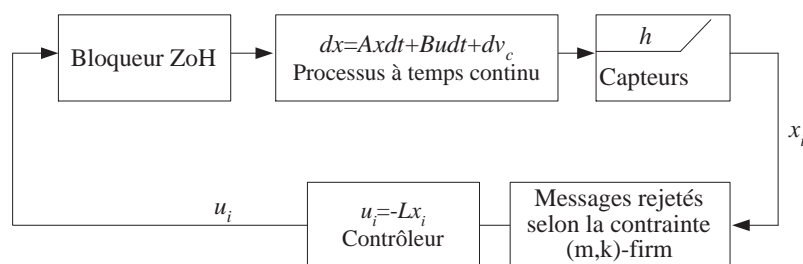 Bloqueur ZoH
dx=Axdt+Budt+dv_c
Processus à temps continu
h
Capteurs
x_i
Messages rejetés
selon la contrainte
(m,k)-firm
u_i=-Lx_i
Contrôleur
u_i